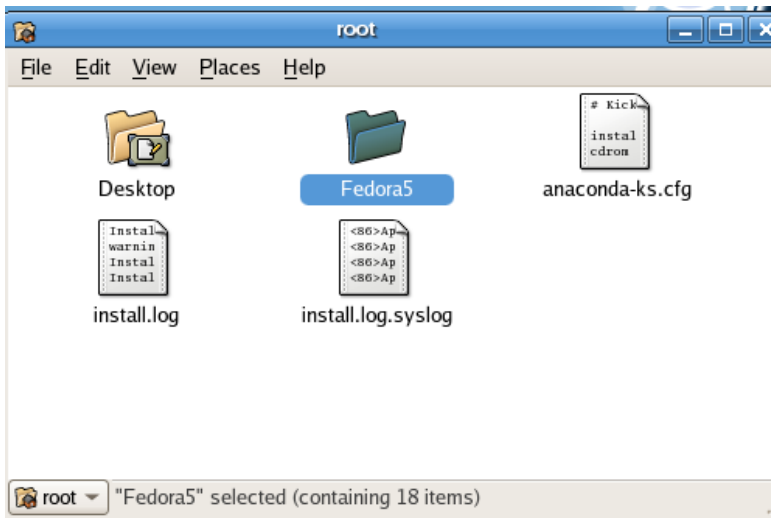 root
File Edit View Places Help
Desktop
Fedora5
# Kick
instal
cdrom
anaconda-ks.cfg
Instal
warnin
Instal
Instal
install.log
<86>Ap
<86>Ap
<86>Ap
<86>Ap
install.log.syslog
root "Fedora5" selected (containing 18 items)